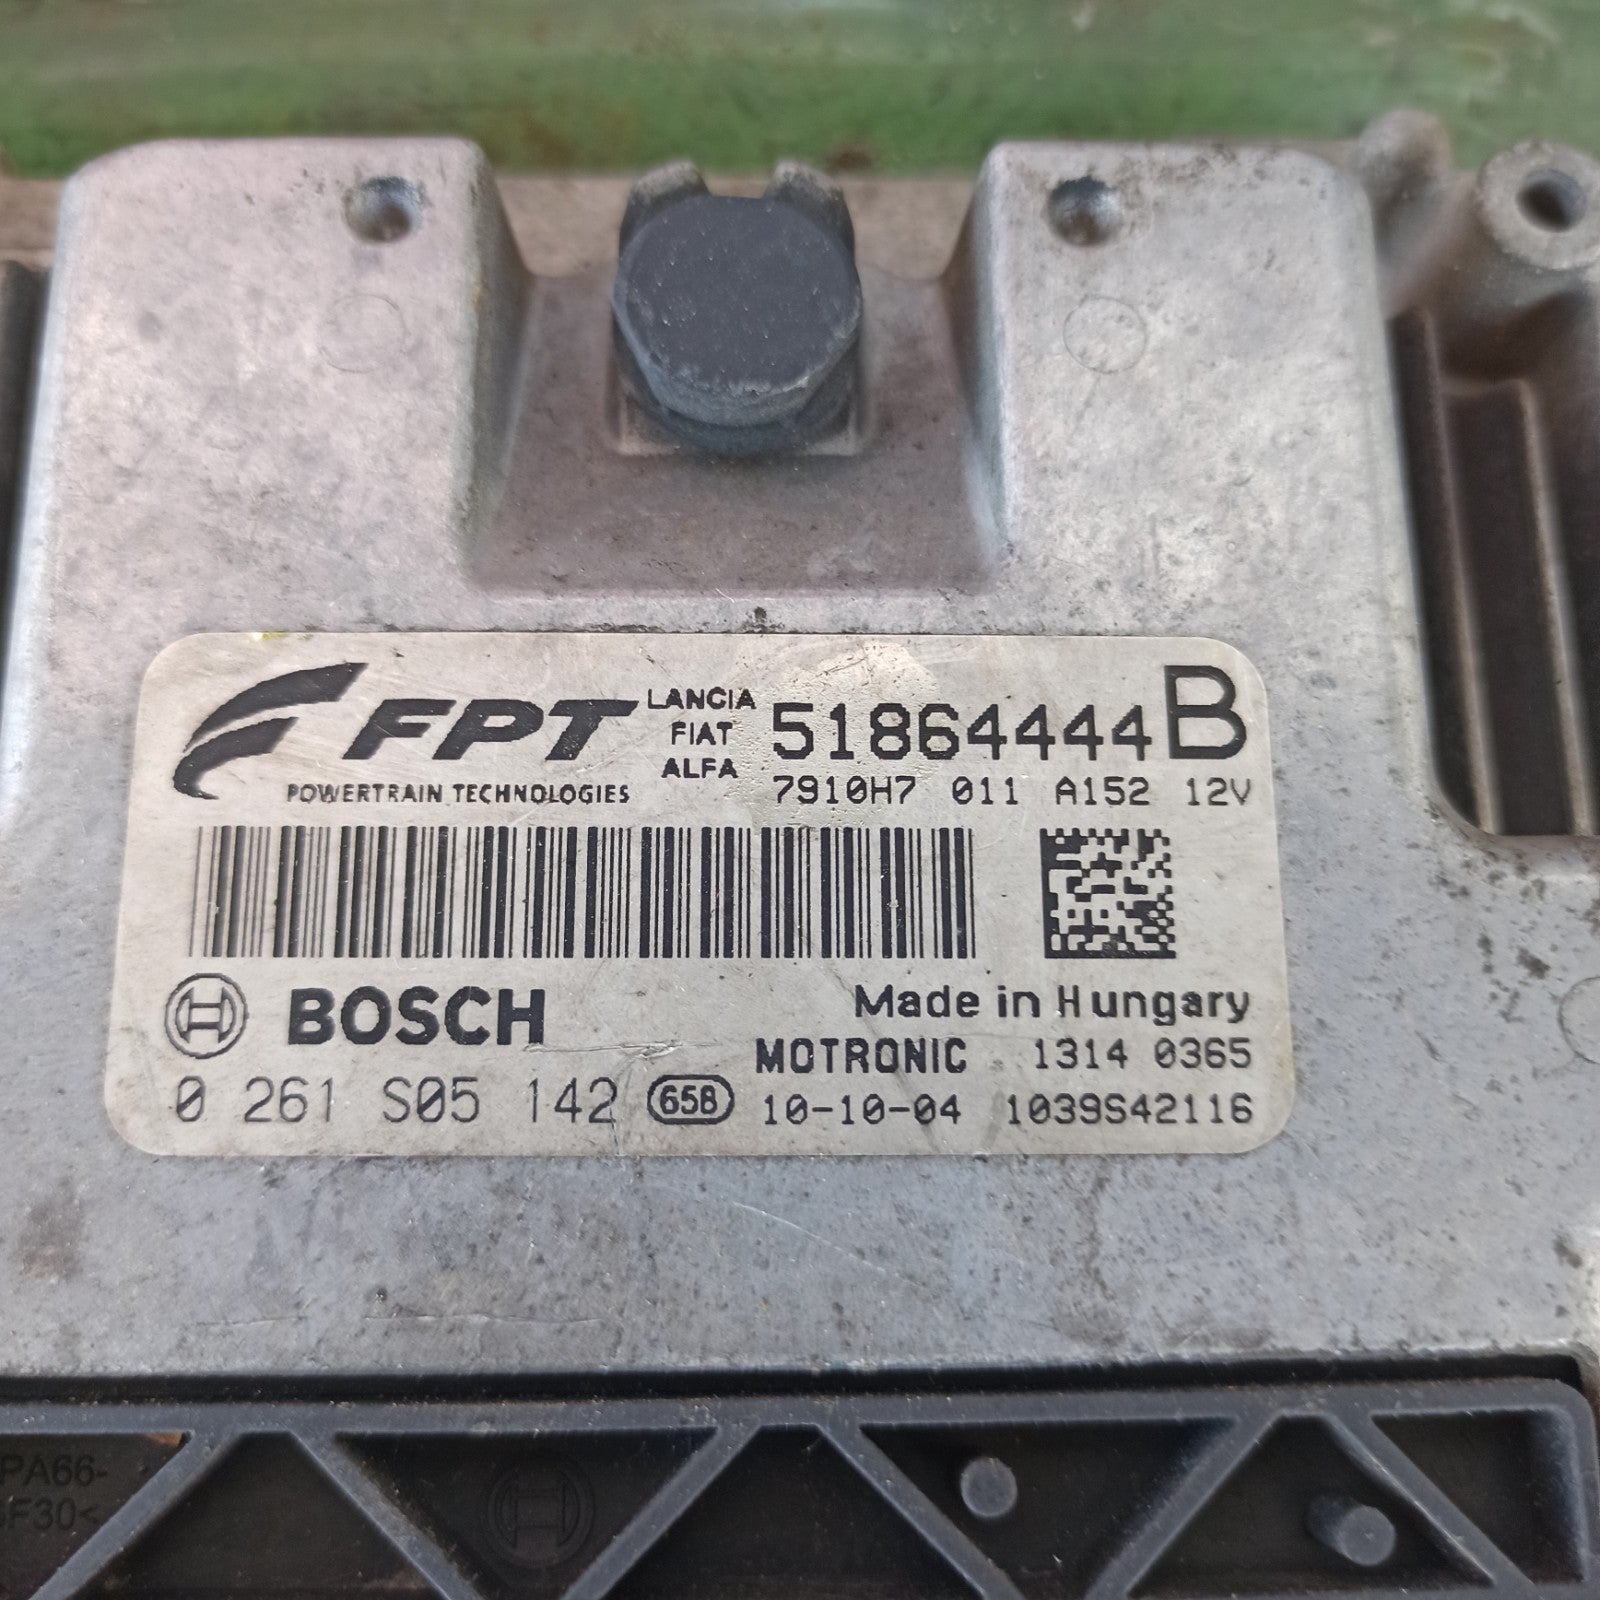 FPT
POWERTRAIN TECHNOLOGIES
LANCIA
FIAT
ALFA
51864444 B
7910H7 011 A152 12V
BOSCH
Made in Hungary
MOTRONIC 1314 0365
0 261 S05 142 658 10-10-04 1039S42116
PA66-
F30<